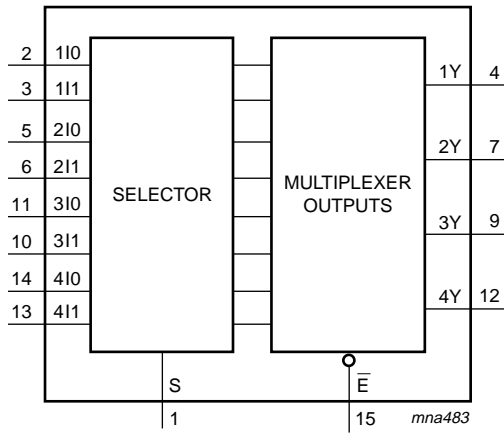 2 1I0
3 1I1
5 2I0
6 2I1
11 3I0
10 3I1
14 4I0
13 4I1
SELECTOR
MULTIPLEXER
OUTPUTS
1Y 4
2Y 7
3Y 9
4Y 12
S
1
E̅
15
mna483